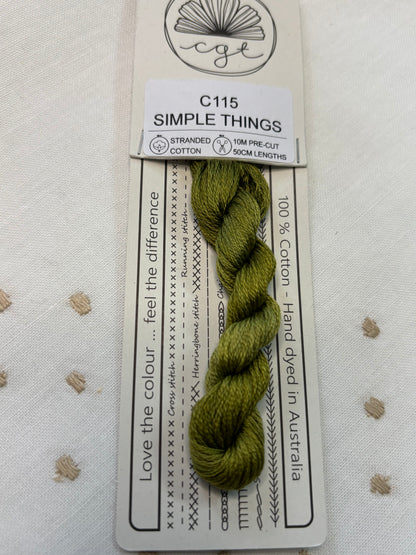 cgt
C115
SIMPLE THINGS
STRANDED
COTTON
10M PRE-CUT
50CM LENGTHS
Love the colour ... feel the difference
Cross stitch
Running stitch
Herringbone stitch
100 % Cotton - Hand dyed in Australia